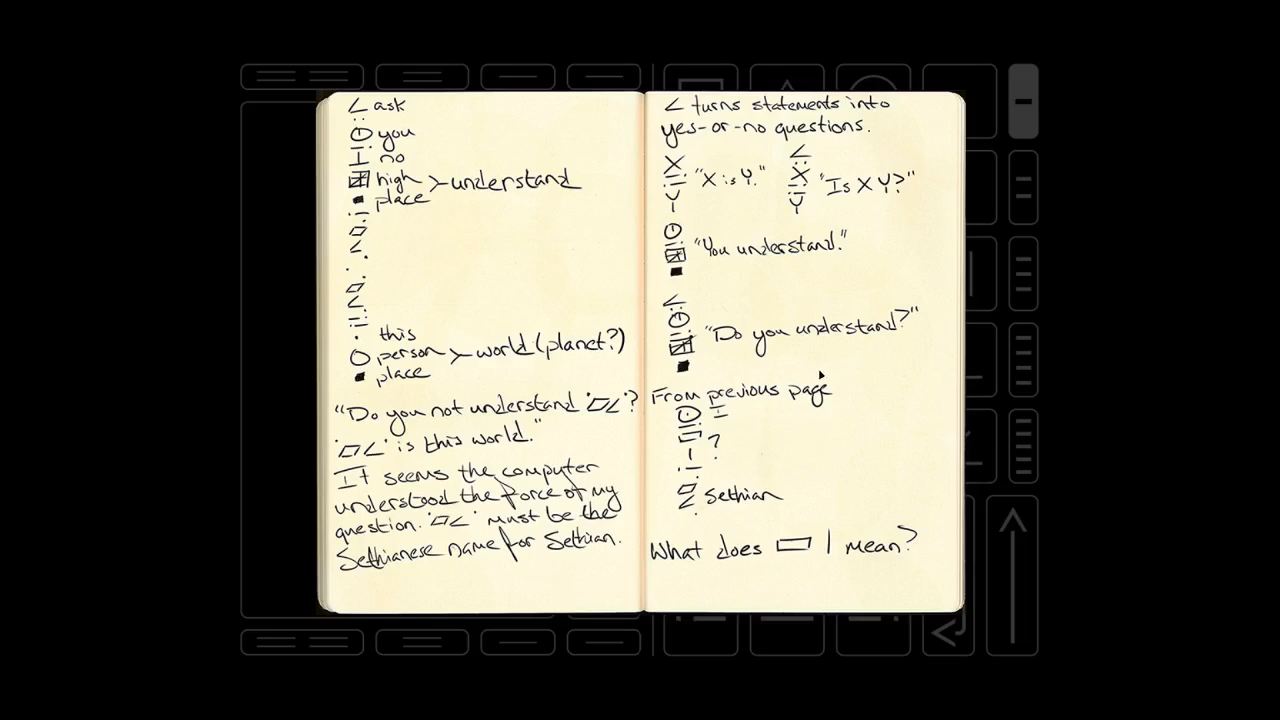 ask
you
no
high
place
understand
this
person
place
world (planet?)
"Do you not understand '▱∠'?
'▱∠' is this world."
It seems the computer
understood the force of my
question. '▱∠' must be the
Sethianese name for Sethian.
∠ turns statements into
yes-or-no questions.
X
Y
"X is Y."
X
Y
"Is X Y?"
"You understand."
"Do you understand?"
From previous page
?
Sethian
What does ▭ | mean?